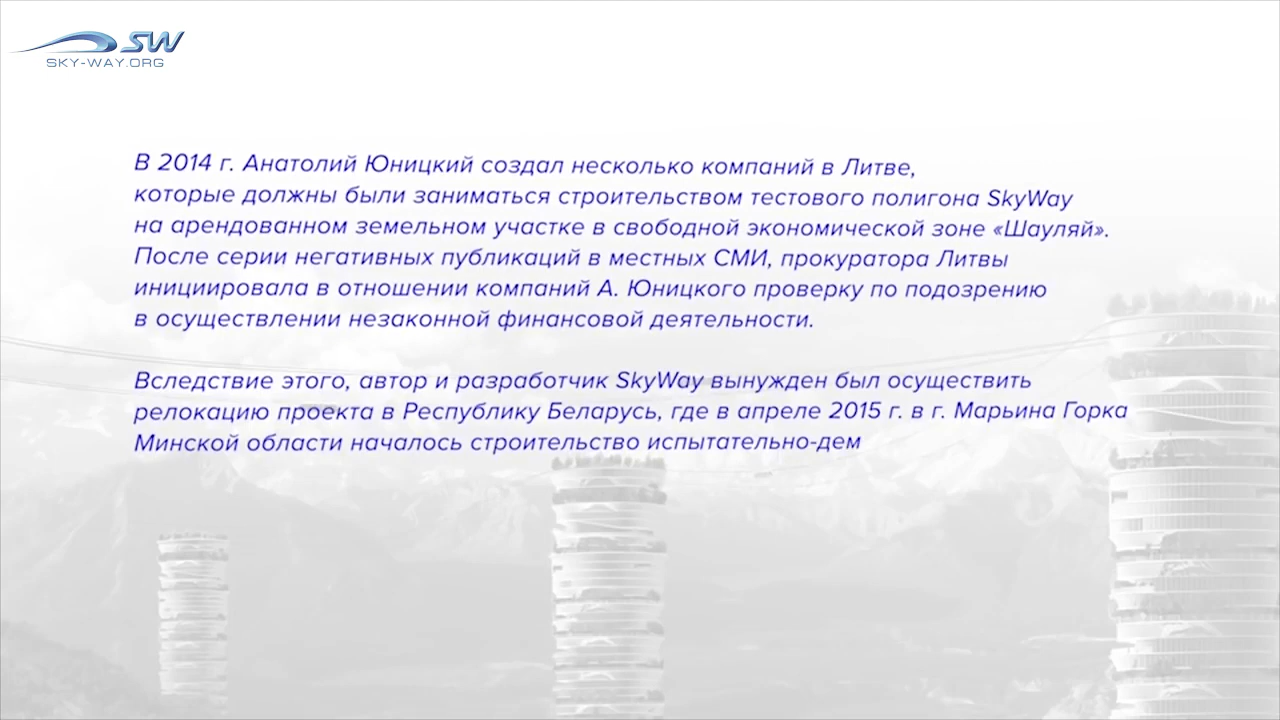 SW
SKY-WAY.ORG
В 2014 г. Анатолий Юницкий создал несколько компаний в Литве,
которые должны были заниматься строительством тестового полигона SkyWay
на арендованном земельном участке в свободной экономической зоне «Шауляй».
После серии негативных публикаций в местных СМИ, прокуратора Литвы
инициировала в отношении компаний А. Юницкого проверку по подозрению
в осуществлении незаконной финансовой деятельности.
Вследствие этого, автор и разработчик SkyWay вынужден был осуществить
релокацию проекта в Республику Беларусь, где в апреле 2015 г. в г. Марьина Горка
Минской области началось строительство испытательно-дем